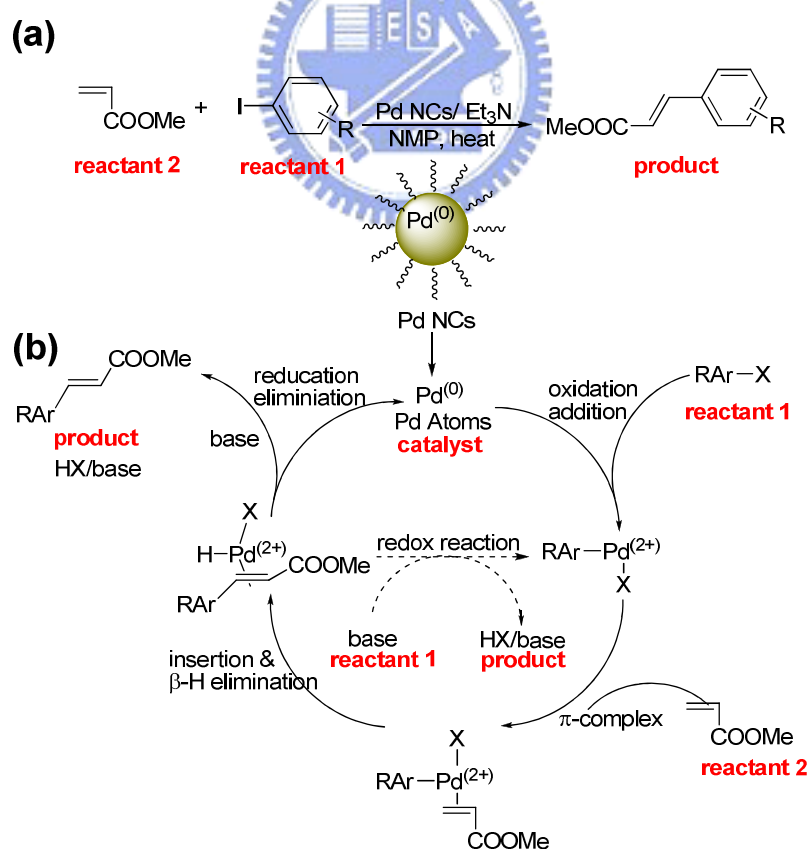 (a)
E S A
COOMe
+
I
R
Pd NCs/ Et₃N
NMP, heat
MeOOC
R
reactant 2
reactant 1
product
Pd⁽⁰⁾
Pd NCs
(b)
COOMe
RAr
product
HX/base
base
reducation
eliminiation
Pd⁽⁰⁾
Pd Atoms
catalyst
oxidation
addition
RAr–X
reactant 1
X
H–Pd⁽²⁺⁾
COOMe
RAr
redox reaction
RAr–Pd⁽²⁺⁾
X
base
reactant 1
HX/base
product
insertion &
β-H elimination
π-complex
COOMe
reactant 2
X
RAr–Pd⁽²⁺⁾
COOMe